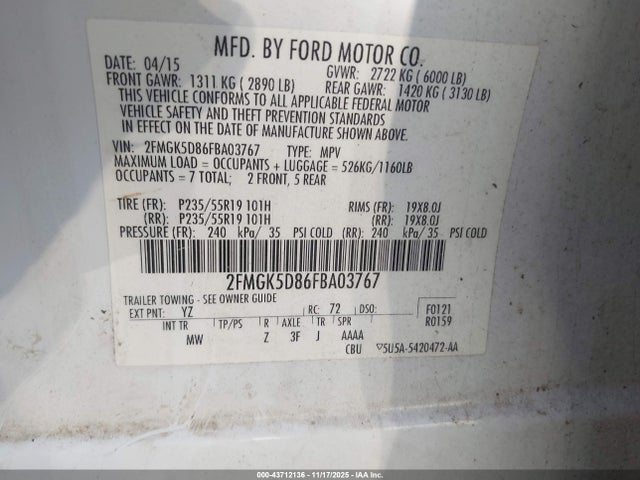 MFD. BY FORD MOTOR CO.
DATE: 04/15 GVWR: 2722 KG ( 6000 LB)
FRONT GAWR: 1311 KG ( 2890 LB) REAR GAWR: 1420 KG ( 3130 LB)
THIS VEHICLE CONFORMS TO ALL APPLICABLE FEDERAL MOTOR
VEHICLE SAFETY AND THEFT PREVENTION STANDARDS
IN EFFECT ON THE DATE OF MANUFACTURE SHOWN ABOVE.
VIN: 2FMGK5D86FBA03767 TYPE: MPV
MAXIMUM LOAD = OCCUPANTS + LUGGAGE = 526KG/1160LB
OCCUPANTS = 7 TOTAL; 2 FRONT, 5 REAR
TIRE (FR): P235/55R19 101H RIMS (FR): 19X8.0J
(RR): P235/55R19 101H (RR): 19X8.0J
PRESSURE (FR): 240 kPa/ 35 PSI COLD (RR): 240 kPa/ 35 PSI COLD
2FMGK5D86FBA03767
TRAILER TOWING - SEE OWNER GUIDE
EXT PNT: YZ RC: 72 DSO: F0121
R0159
INT TR TP/PS R AXLE TR SPR
MW Z 3F J AAAA
CBU 5U5A-5420472-AA
000-43712136 - 11/17/2025 - IAAI.COM